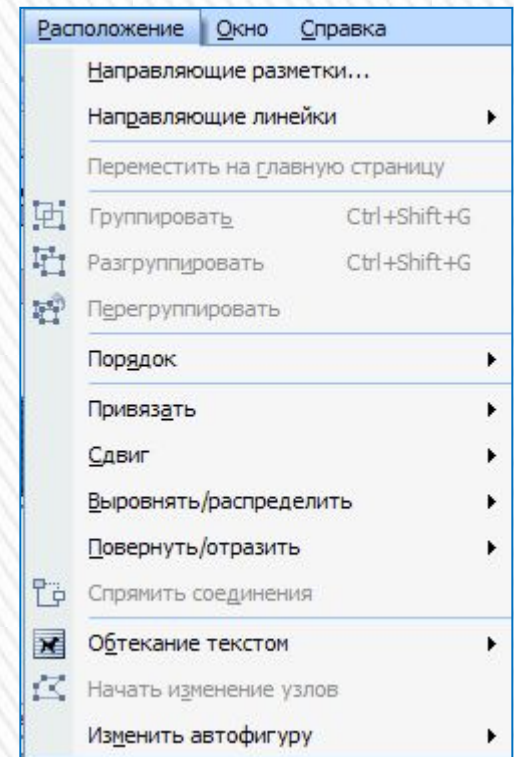 Расположение Окно Справка
Направляющие разметки...
Направляющие линейки
Переместить на главную страницу
Группировать Ctrl+Shift+G
Разгруппировать Ctrl+Shift+G
Перегруппировать
Порядок
Привязать
Сдвиг
Выровнять/распределить
Повернуть/отразить
Спрямить соединения
Обтекание текстом
Начать изменение узлов
Изменить автофигуру